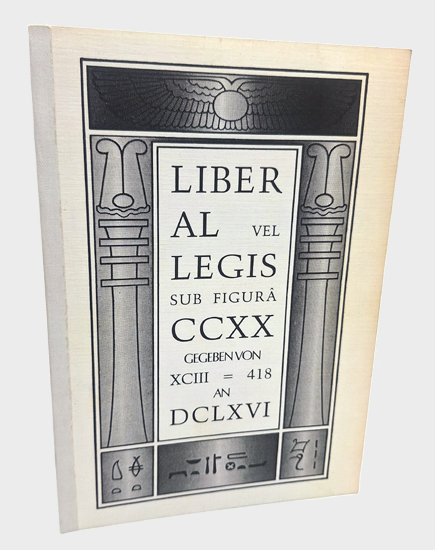 LIBER
AL VEL
LEGIS
SUB FIGURÂ
CCXX
GEGEBEN VON
XCIII = 418
AN
DCLXVI